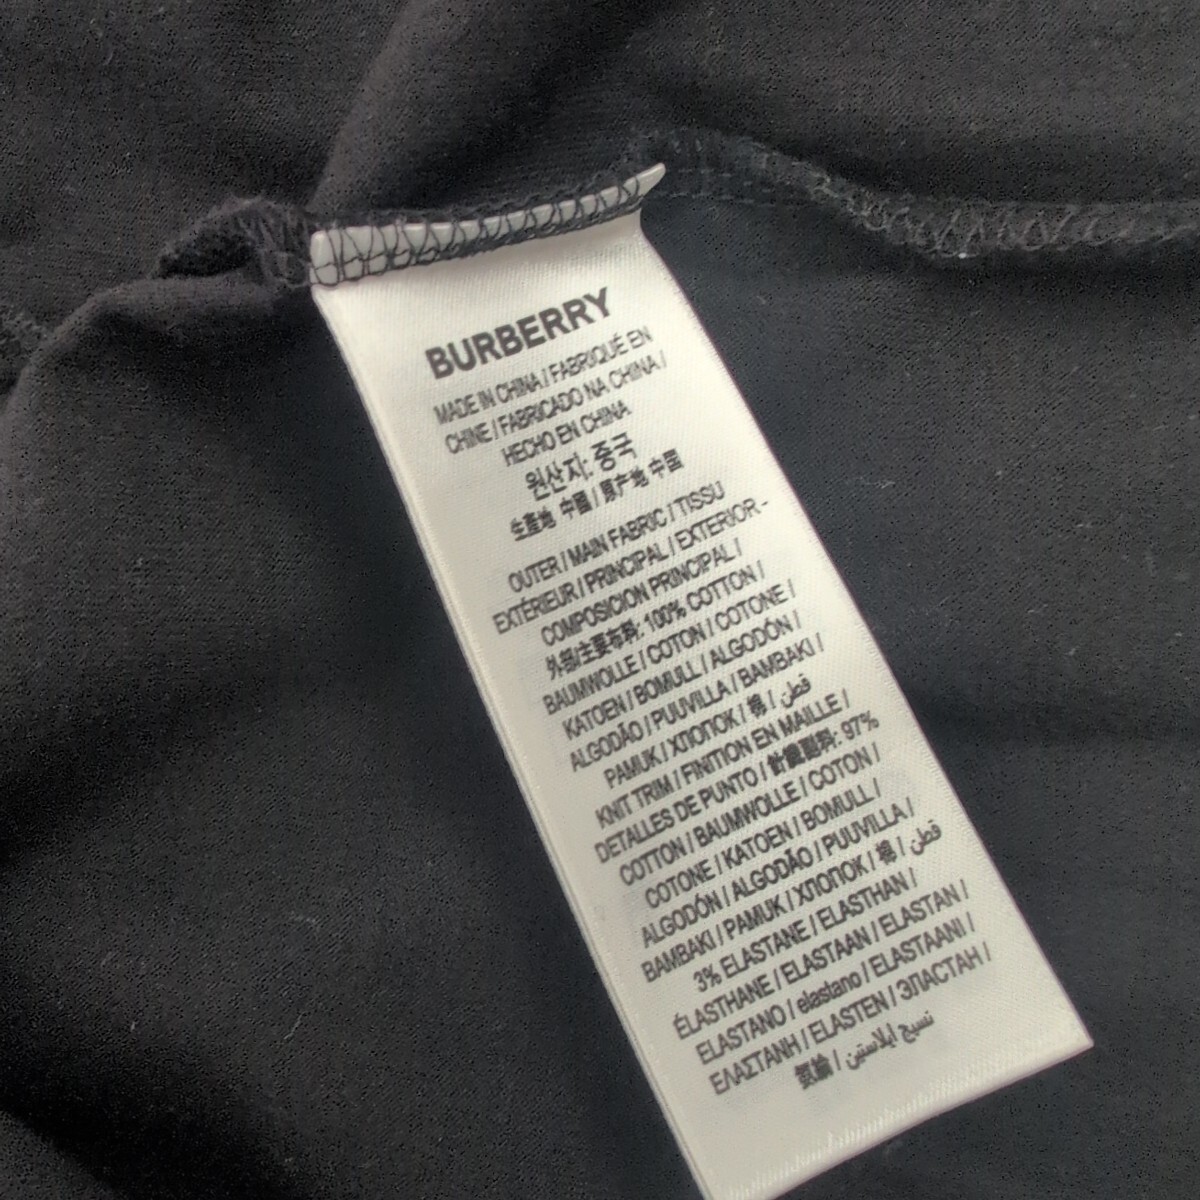 BURBERRY
MADE IN CHINA / FABRIQUÉ EN
CHINE / FABRICADO NA CHINA /
HECHO EN CHINA
원산지: 중국
生產地 中國 / 原产地 中国
OUTER / MAIN FABRIC / TISSU
EXTÉRIEUR / PRINCIPAL / EXTERIOR -
COMPOSICION PRINCIPAL /
外部/主要布料: 100% COTTON /
BAUMWOLLE / COTON / COTONE /
KATOEN / BOMULL / ALGODÓN /
ALGODÃO / PUUVILLA / BAMBAKI /
PAMUK / ХЛОПОК / 棉 / قطن
KNIT TRIM / FINITION EN MAILLE /
DETALLES DE PUNTO / 針織面料: 97%
COTTON / BAUMWOLLE / COTON /
COTONE / KATOEN / BOMULL /
ALGODÓN / ALGODÃO / PUUVILLA /
BAMBAKI / PAMUK / ХЛОПОК / 棉 / قطن
3% ELASTANE / ELASTHAN /
ÉLASTHANE / ELASTAAN / ELASTAN /
ELASTANO / elastano / ELASTAANI /
ΕΛΑΣΤΑΝΗ / ELASTEN / ЭЛАСТАН /
氨綸 / نسيج ايلاستين